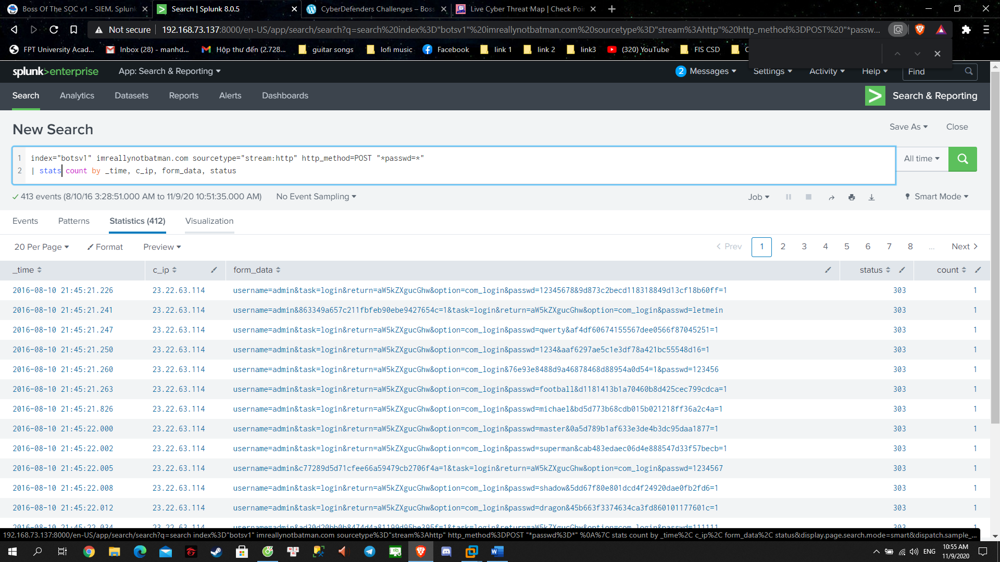 Boss Of The SOC v1 - SIEM, Splunk
Search | Splunk 8.0.5
CyberDefenders Challenges – Boss
Live Cyber Threat Map | Check Poi
Not secure
192.168.73.137:8000/en-US/app/search/search?q=search%20index%3D"botsv1"%20imreallynotbatman.com%20sourcetype%3D"stream%3Ahttp"%20http_method%3DPOST%20"*passw...
FPT University Acad...
Inbox (28) - manhd...
Hộp thư đến (2.728...
guitar songs
lofi music
Facebook
link 1
link 2
link3
(320) YouTube
FIS CSD
splunk>enterprise
App: Search & Reporting
2 Messages
Settings
Activity
Help
Find
Search
Analytics
Datasets
Reports
Alerts
Dashboards
Search & Reporting
New Search
Save As
Close
1 index="botsv1" imreallynotbatman.com sourcetype="stream:http" http_method=POST "*passwd=*"
2 | stats count by _time, c_ip, form_data, status
All time
413 events (8/10/16 3:28:51.000 AM to 11/9/20 10:51:35.000 AM)
No Event Sampling
Job
Smart Mode
Events
Patterns
Statistics (412)
Visualization
20 Per Page
Format
Preview
< Prev 1 2 3 4 5 6 7 8 ... Next >
_time c_ip form_data status count
2016-08-10 21:45:21.226 23.22.63.114 username=admin&task=login&return=aW5kZXgucGhw&option=com_login&passwd=12345678&9d873c2becd118318849d13cf18b60ff=1 303 1
2016-08-10 21:45:21.241 23.22.63.114 username=admin&863349a657c211fbfeb90ebe9427654c=1&task=login&return=aW5kZXgucGhw&option=com_login&passwd=letmein 303 1
2016-08-10 21:45:21.247 23.22.63.114 username=admin&task=login&return=aW5kZXgucGhw&option=com_login&passwd=qwerty&af4df60674155567dee0566f87045251=1 303 1
2016-08-10 21:45:21.250 23.22.63.114 username=admin&task=login&return=aW5kZXgucGhw&option=com_login&passwd=1234&aaf6297ae5c1e3df78a421bc55548d16=1 303 1
2016-08-10 21:45:21.260 23.22.63.114 username=admin&task=login&return=aW5kZXgucGhw&option=com_login&76e93e8488d9a46878468d88954a0d54=1&passwd=123456 303 1
2016-08-10 21:45:21.263 23.22.63.114 username=admin&task=login&return=aW5kZXgucGhw&option=com_login&passwd=football&d1181413b1a70460b8d425cec799cdca=1 303 1
2016-08-10 21:45:21.826 23.22.63.114 username=admin&task=login&return=aW5kZXgucGhw&option=com_login&passwd=michael&bd5d773b68cdb015b021218ff36a2c4a=1 303 1
2016-08-10 21:45:22.000 23.22.63.114 username=admin&task=login&return=aW5kZXgucGhw&option=com_login&passwd=master&0a5d789b1af633e3de4b3dc95daa1877=1 303 1
2016-08-10 21:45:22.002 23.22.63.114 username=admin&task=login&return=aW5kZXgucGhw&option=com_login&passwd=superman&cab483edaec06d4e888547d33f57becb=1 303 1
2016-08-10 21:45:22.005 23.22.63.114 username=admin&c77289d5d71cfee66a59479cb2706f4a=1&task=login&return=aW5kZXgucGhw&option=com_login&passwd=1234567 303 1
2016-08-10 21:45:22.008 23.22.63.114 username=admin&task=login&return=aW5kZXgucGhw&option=com_login&passwd=shadow&5dd67f80e801dcd4f24920dae0fb2fd6=1 303 1
2016-08-10 21:45:22.012 23.22.63.114 username=admin&task=login&return=aW5kZXgucGhw&option=com_login&passwd=dragon&45b663f3374634ca3fd860101177601c=1 303 1
2016-08-10 21:45:22.034 23.22.63.114
192.168.73.137:8000/en-US/app/search/search?q=search index%3D"botsv1" imreallynotbatman.com sourcetype%3D"stream%3Ahttp" http_method%3DPOST "*passwd%3D*" %0A%7C stats count by _time%2C c_ip%2C form_data%2C status&display.page.search.mode=smart&dispatch.sample_...
ENG
10:55 AM
11/9/2020